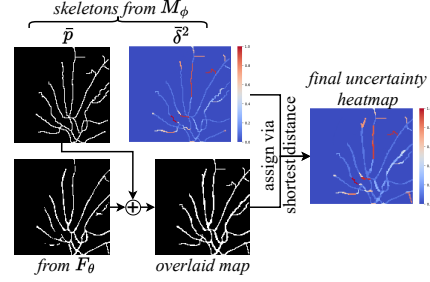 skeletons from M_ϕ
p̄
δ̄²
final uncertainty
heatmap
assign via
shortest distance
from F_θ
overlaid map